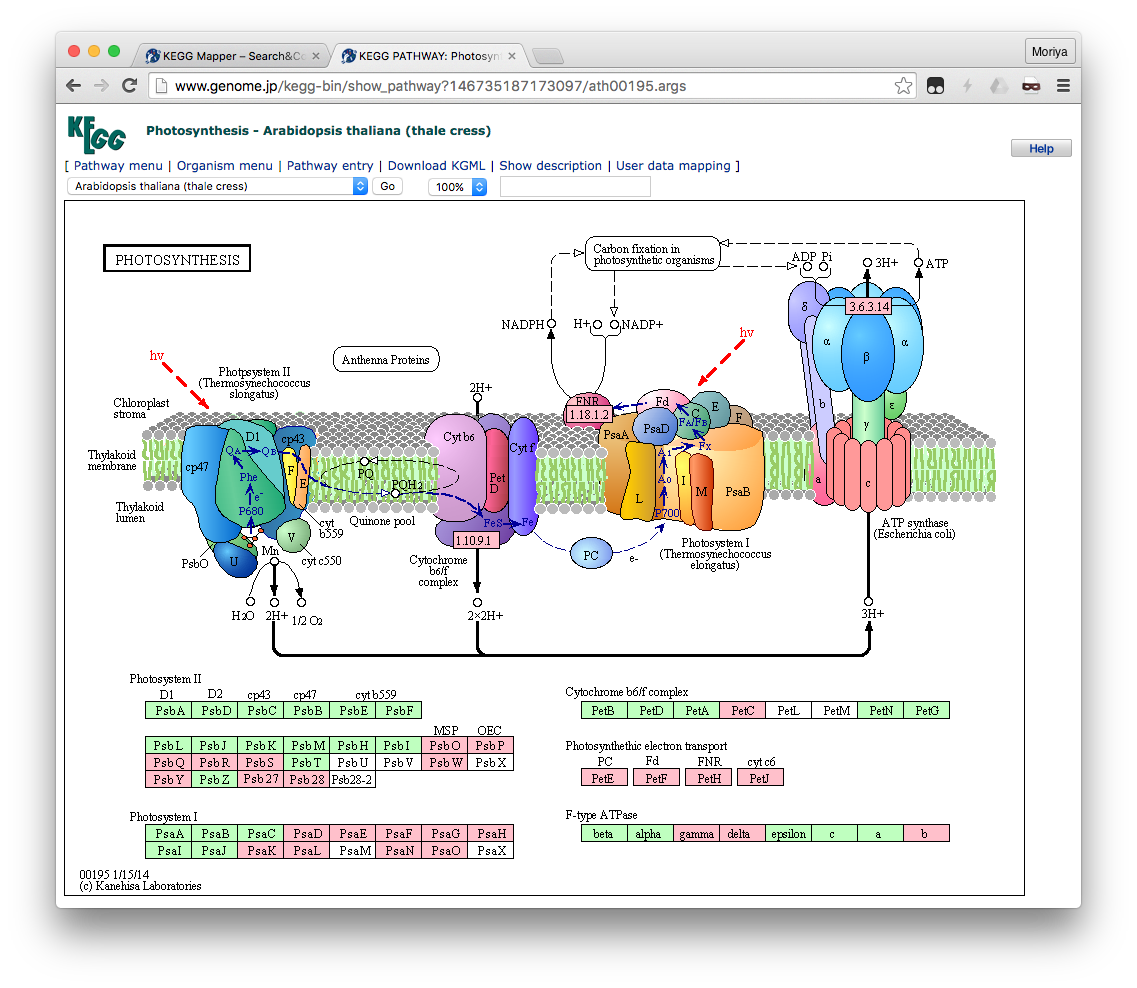 KEGG Mapper – Search&Co
KEGG PATHWAY: Photosynt
Moriya
www.genome.jp/kegg-bin/show_pathway?146735187173097/ath00195.args
KEGG
Photosynthesis - Arabidopsis thaliana (thale cress)
Help
[ Pathway menu | Organism menu | Pathway entry | Download KGML | Show description | User data mapping ]
Arabidopsis thaliana (thale cress)
Go
100%
PHOTOSYNTHESIS
Carbon fixation in
photosynthetic organisms
ADP Pi
3H+
ATP
3.6.3.14
δ
α
β
α
b
ε
γ
a
c
ATP synthase
(Escherichia coli)
3H+
NADPH
H+
NADP+
hν
hν
Anthenna Proteins
Photpsystem II
(Thermosynechococcus
elongatus)
Chloroplast
stroma
Thylakoid
membrane
Thylakoid
lumen
D1
cp43
cp47
QA
QB
Phe
F
E
e-
P680
Mn
PsbO
U
V
cyt
b559
cyt c550
H2O
2H+
1/2 O2
PQ
PQH2
Quinone pool
2H+
Cyt b6
Pet
D
Cyt f
FeS
Fe
1.10.9.1
Cytochrome
b6/f
complex
2×2H+
PC
e-
FNR
1.18.1.2
Fd
E
C
F
PsaD
FA/FB
PsaA
A1
Fx
A0
L
I
M
PsaB
P700
Photosystem I
(Thermosynechococcus
elongatus)
Photosystem II
D1 D2 cp43 cp47 cyt b559
PsbA PsbD PsbC PsbB PsbE PsbF
MSP OEC
PsbL PsbJ PsbK PsbM PsbH PsbI PsbO PsbP
PsbQ PsbR PsbS PsbT PsbU PsbV PsbW PsbX
PsbY PsbZ Psb27 Psb28 Psb28-2
Photosystem I
PsaA PsaB PsaC PsaD PsaE PsaF PsaG PsaH
PsaI PsaJ PsaK PsaL PsaM PsaN PsaO PsaX
Cytochrome b6/f complex
PetB PetD PetA PetC PetL PetM PetN PetG
Photosynthethic electron transport
PC Fd FNR cyt c6
PetE PetF PetH PetJ
F-type ATPase
beta alpha gamma delta epsilon c a b
00195 1/15/14
(c) Kanehisa Laboratories